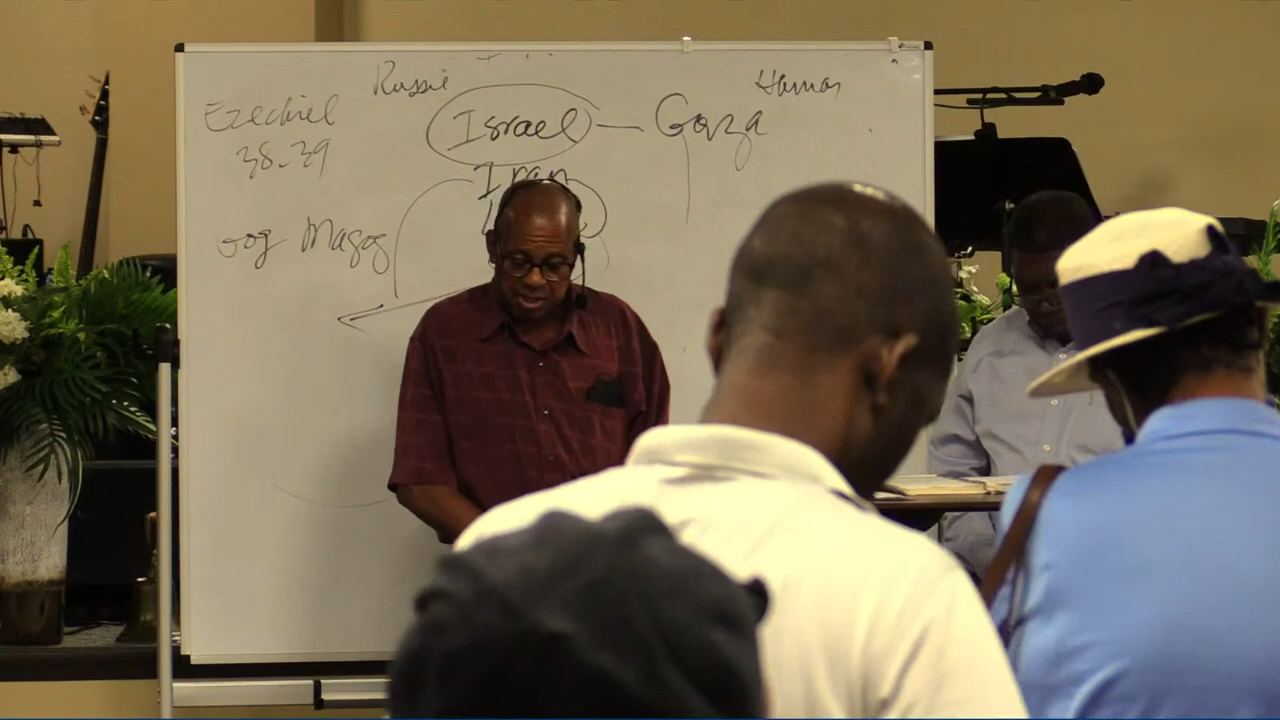 Russie
Hamas
Ezechiel
38-39
Israel — Gaza
Iran
gog Magog